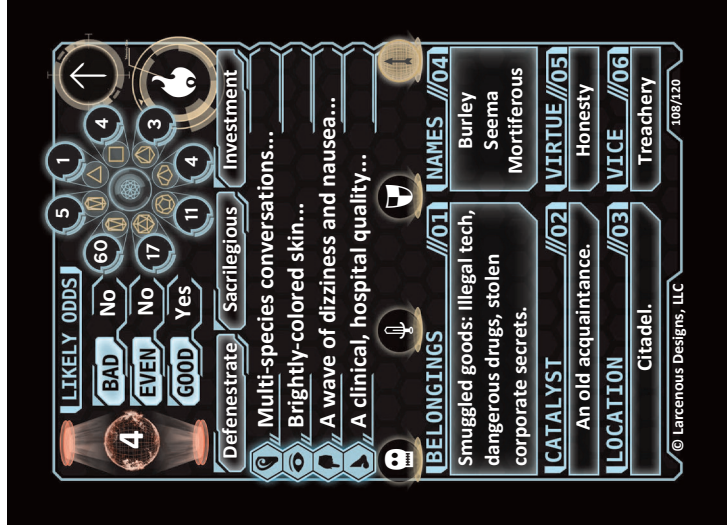 4
LIKELY ODDS
BAD No
EVEN No
GOOD Yes
5
1
4
3
4
11
17
60
Defenestrate
Sacrilegious
Investment
Multi-species conversations...
Brightly-colored skin...
A wave of dizziness and nausea...
A clinical, hospital quality...
BELONGINGS //01
Smuggled goods: Illegal tech,
dangerous drugs, stolen
corporate secrets.
CATALYST //02
An old acquaintance.
LOCATION //03
Citadel.
NAMES //04
Burley
Seema
Mortiferous
VIRTUE //05
Honesty
VICE //06
Treachery
© Larcenous Designs, LLC
108/120